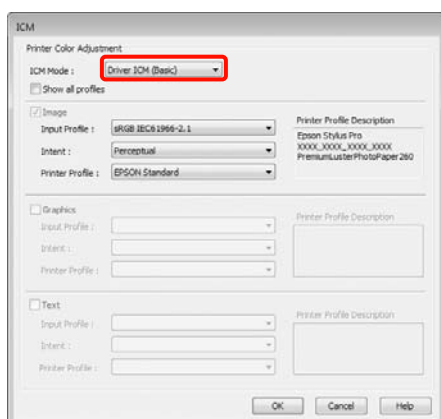 ICM
Printer Color Adjustment
ICM Mode : Driver ICM (Basic)
Show all profiles
Image
Input Profile : sRGB IEC61966-2.1
Intent : Perceptual
Printer Profile : EPSON Standard
Printer Profile Description
Epson Stylus Pro
XXXX_XXXX_XXXX_XXXX
PremiumLusterPhotoPaper260
Graphics
Input Profile :
Intent :
Printer Profile :
Printer Profile Description
Text
Input Profile :
Intent :
Printer Profile :
Printer Profile Description
OK Cancel Help